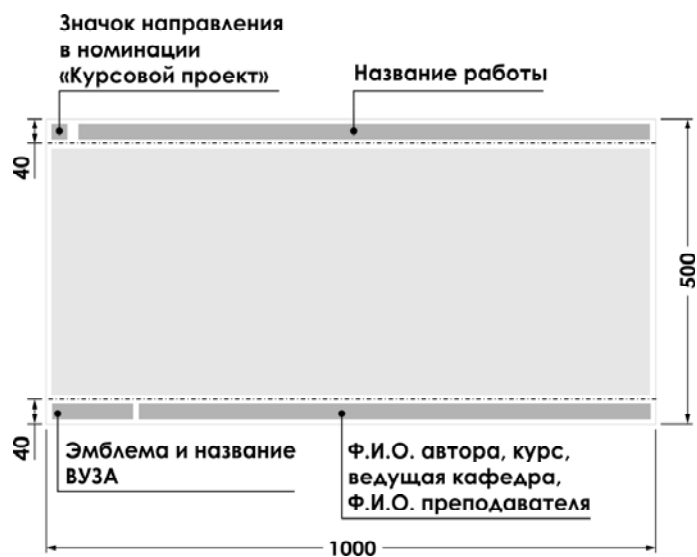 Значок направления
в номинации
«Курсовой проект»
Название работы
40
500
40
Эмблема и название
ВУЗА
Ф.И.О. автора, курс,
ведущая кафедра,
Ф.И.О. преподавателя
1000